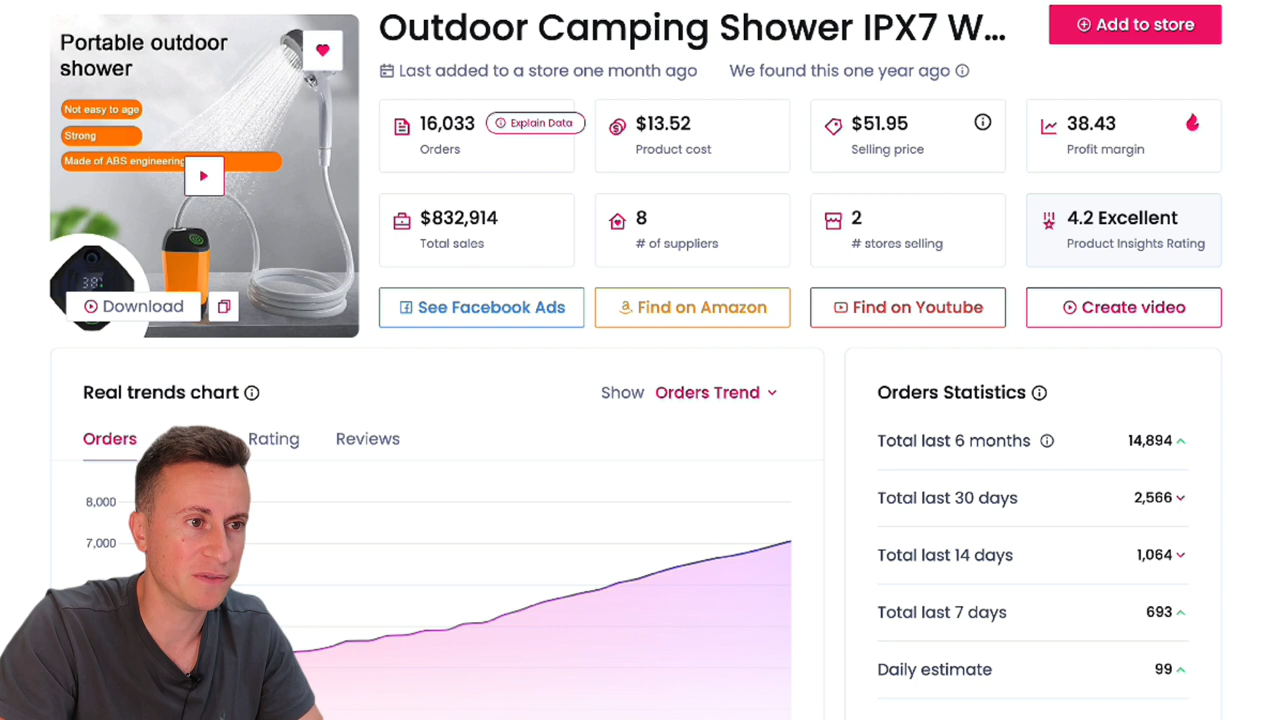 Portable outdoor
shower
Not easy to age
Strong
Made of ABS engineering
38
Download
Outdoor Camping Shower IPX7 W...
Add to store
Last added to a store one month ago
We found this one year ago
16,033
Explain Data
Orders
$13.52
Product cost
$51.95
Selling price
38.43
Profit margin
$832,914
Total sales
8
# of suppliers
2
# stores selling
4.2 Excellent
Product Insights Rating
See Facebook Ads
Find on Amazon
Find on Youtube
Create video
Real trends chart
Show Orders Trend
Orders
Rating
Reviews
8,000
7,000
Orders Statistics
Total last 6 months 14,894
Total last 30 days 2,566
Total last 14 days 1,064
Total last 7 days 693
Daily estimate 99